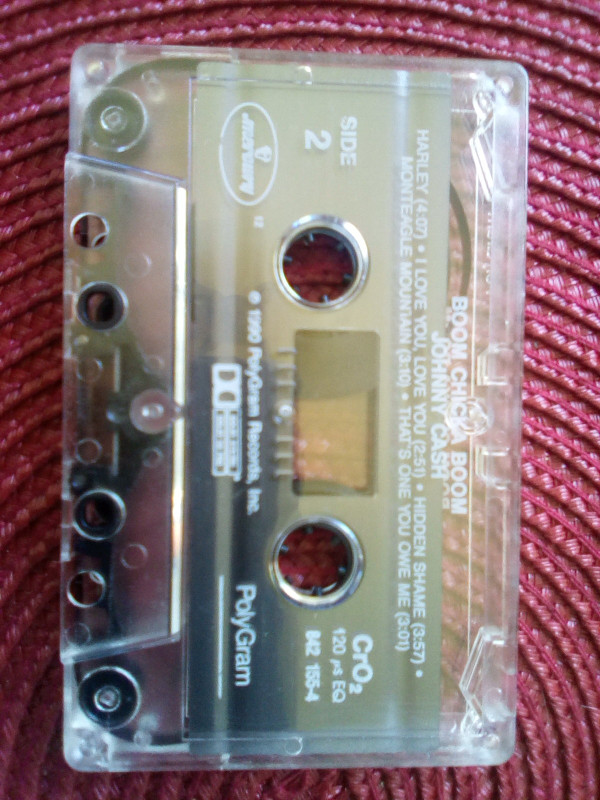 BOOM CHICKA BOOM
JOHNNY CASH
HARLEY (4:07) • I LOVE YOU, LOVE YOU (2:51) • HIDDEN SHAME (3:57) •
MONTEAGLE MOUNTAIN (3:10) • THAT'S ONE YOU OWE ME (3:01)
SIDE
2
CrO2
120 µs EQ
842 155-4
mercury
12
℗ 1990 PolyGram Records, Inc.
PolyGram